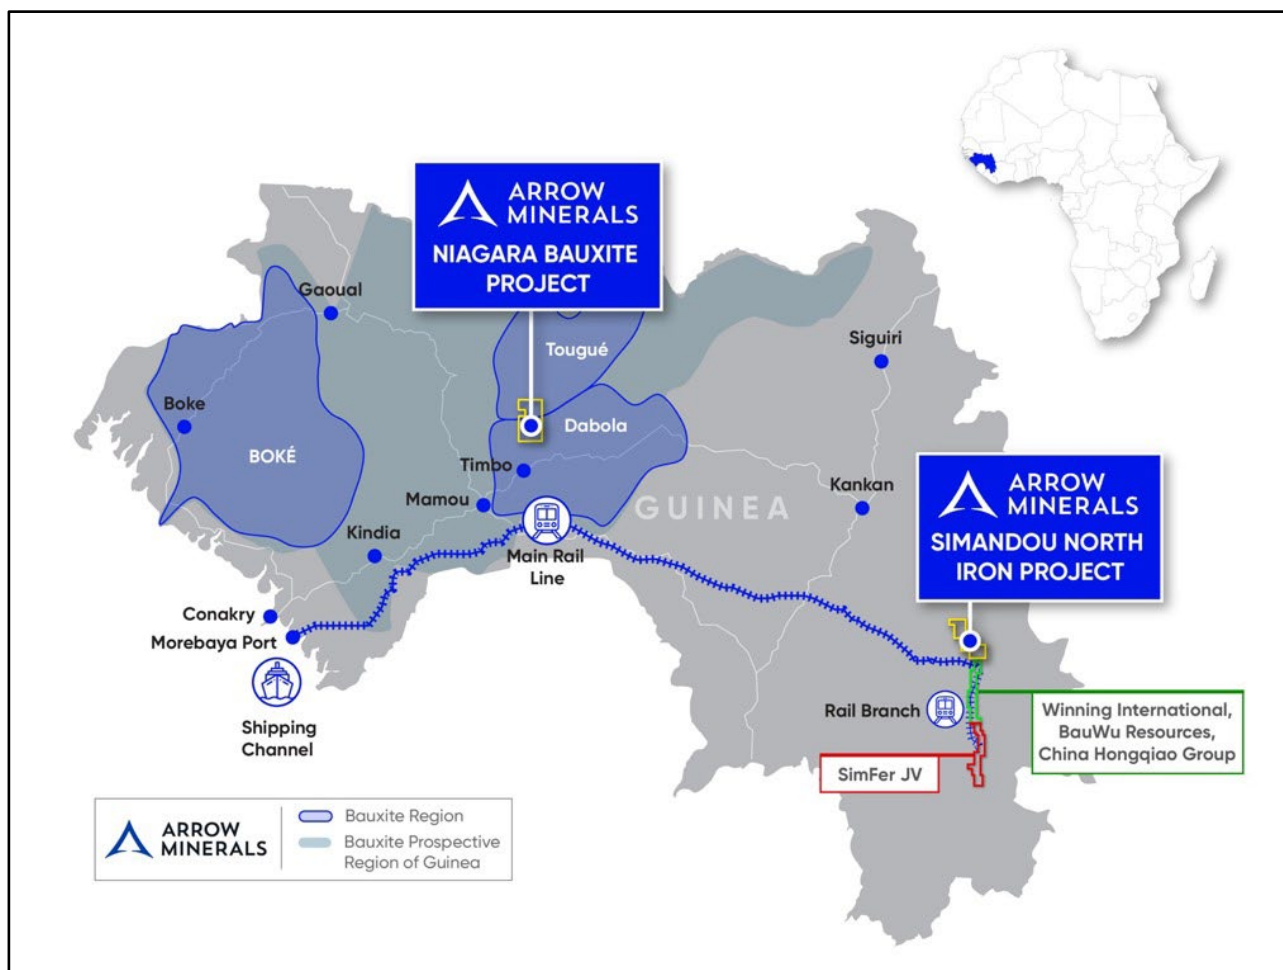 ARROW
MINERALS
NIAGARA BAUXITE
PROJECT
Gaoual
Tougué
Siguiri
Boke
Dabola
BOKÉ
Timbo
Mamou
Kankan
GUINEA
ARROW
MINERALS
SIMANDOU NORTH
IRON PROJECT
Kindia
Main Rail
Line
Conakry
Morebaya Port
Shipping
Channel
Rail Branch
Winning International,
BauWu Resources,
China Hongqiao Group
SimFer JV
ARROW
MINERALS
Bauxite Region
Bauxite Prospective
Region of Guinea